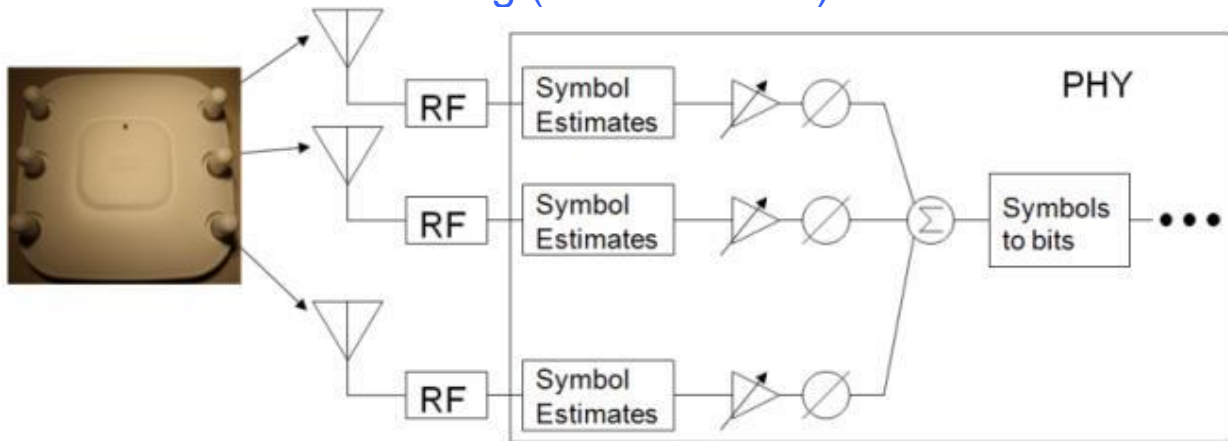 RF
Symbol
Estimates
PHY
RF
Symbol
Estimates
Σ
Symbols
to bits
RF
Symbol
Estimates